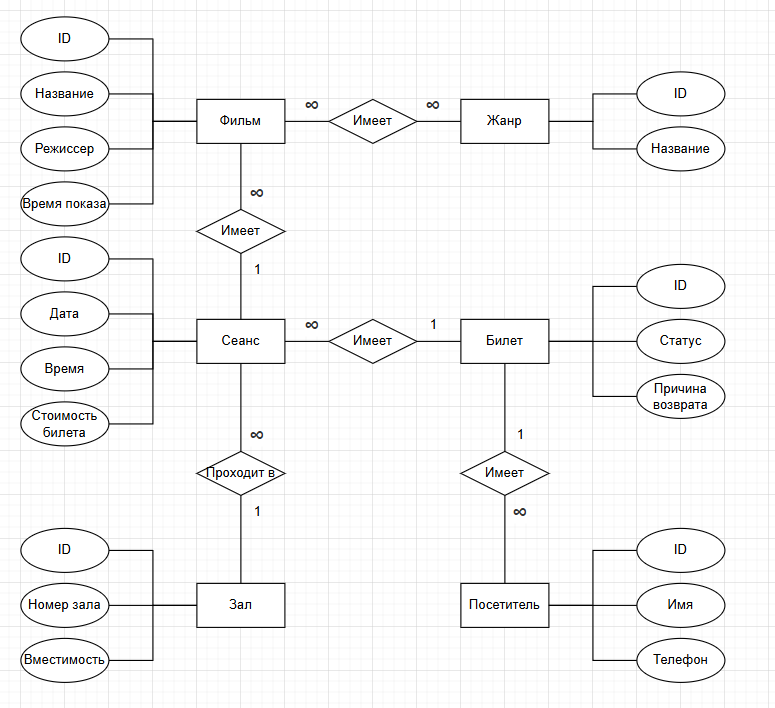 ID
Название
Режиссер
Время показа
Фильм
∞
Имеет
∞
Жанр
ID
Название
∞
Имеет
1
ID
Дата
Время
Стоимость
билета
Сеанс
∞
Имеет
1
Билет
ID
Статус
Причина
возврата
∞
Проходит в
1
1
Имеет
∞
ID
Номер зала
Вместимость
Зал
Посетитель
ID
Имя
Телефон